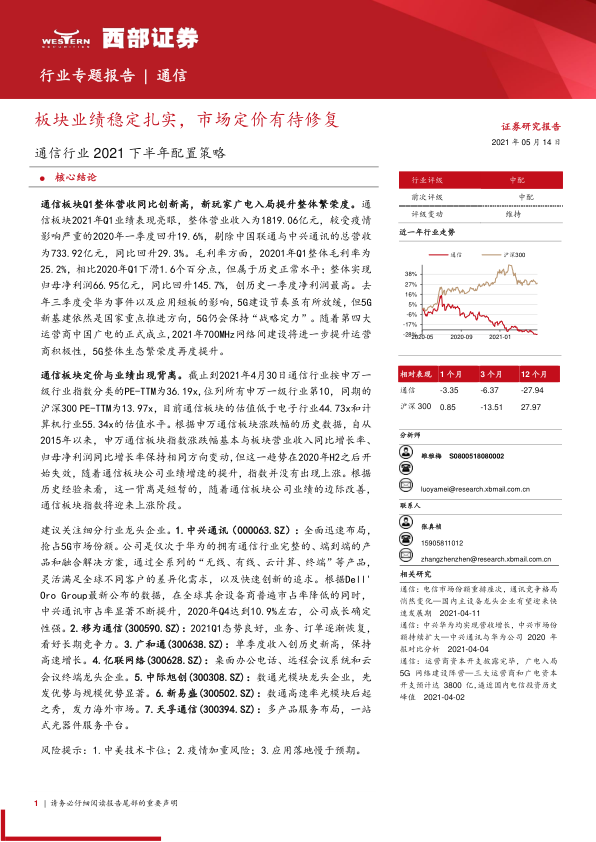 WESTERN
SECURITIES
西部证券
行业专题报告 | 通信
板块业绩稳定扎实，市场定价有待修复
通信行业 2021 下半年配置策略
● 核心结论
通信板块Q1整体营收同比创新高，新玩家广电入局提升整体繁荣度。通
信板块2021年Q1业绩表现亮眼，整体营业收入为1819.06亿元，较受疫情
影响严重的2020年一季度回升19.6%，剔除中国联通与中兴通讯的总营收
为733.92亿元，同比回升29.3%。毛利率方面，20201年Q1整体毛利率为
25.2%，相比2020年Q1下滑1.6个百分点，但属于历史正常水平；整体实现
归母净利润66.95亿元，同比回升145.7%，创历史一季度净利润最高。去
年三季度受华为事件以及应用短板的影响，5G建设节奏虽有所放缓，但5G
新基建依然是国家重点推进方向，5G仍会保持“战略定力”。随着第四大
运营商中国广电的正式成立,2021年700MHz网络间建设将进一步提升运营
商积极性，5G整体生态繁荣度再度提升。
通信板块定价与业绩出现背离。截止到2021年4月30日通信行业按申万一
级行业指数分类的PE-TTM为36.19x,位列所有申万一级行业第10，同期的
沪深300 PE-TTM为13.97x，目前通信板块的估值低于电子行业44.73x和计
算机行业55.34x的估值水平。根据申万通信板块涨跌幅的历史数据，自从
2015年以来，申万通信板块指数涨跌幅基本与板块营业收入同比增长率、
归母净利润同比增长率保持相同方向变动,但这一趋势在2020年H2之后开
始失效，随着通信板块公司业绩增速的提升，指数并没有出现上涨。根据
历史经验来看，这一背离是短暂的，随着通信板块公司业绩的边际改善，
通信板块指数将迎来上涨阶段。
建议关注细分行业龙头企业。1.中兴通讯（000063.SZ）：全面迅速布局，
抢占5G市场份额。公司是仅次于华为的拥有通信行业完整的、端到端的产
品和融合解决方案，通过全系列的“无线、有线、云计算、终端”等产品，
灵活满足全球不同客户的差异化需求，以及快速创新的追求。根据Dell'
Oro Group最新公布的数据，在全球其余设备商普遍市占率降低的同时，
中兴通讯市占率显著不断提升，2020年Q4达到10.9%左右，公司成长确定
性强。2.移为通信(300590.SZ)：2021Q1态势良好，业务、订单逐渐恢复，
看好长期竞争力。3.广和通(300638.SZ)：单季度收入创历史新高，保持
高速增长。4.亿联网络(300628.SZ)：桌面办公电话、远程会议系统和云
会议终端龙头企业。5.中际旭创(300308.SZ)：数通光模块龙头企业，先
发优势与规模优势显著。6.新易盛(300502.SZ)：数通高速率光模块后起
之秀，发力海外市场。7.天孚通信(300394.SZ)：多产品服务布局，一站
式光器件服务平台。
风险提示：1.中美技术卡位；2.疫情加重风险；3.应用落地慢于预期。
证券研究报告
2021 年 05 月 14 日
行业评级 中配
前次评级 中配
评级变动 维持
近一年行业走势
通信 沪深300
38%
27%
16%
5%
-6%
-17%
-28%
2020-05 2020-09 2021-01
相对表现 1 个月 3 个月 12 个月
通信 -3.35 -6.37 -27.94
沪深 300 0.85 -13.51 27.97
分析师
雒雅梅 S0800518080002
luoyamei@research.xbmail.com.cn
联系人
张真桢
15905811012
zhangzhenzhen@research.xbmail.com.cn
相关研究
通信：电信市场份额重排座次，通讯竞争格局
悄然变化—国内主设备龙头企业有望迎来快
速发展期 2021-04-11
通信：中兴华为均实现营收增长，中兴市场份
额持续扩大—中兴通讯与华为公司 2020 年
报对比分析 2021-04-04
通信：运营商资本开支披露完毕，广电入局
5G 网络建设阵营—三大运营商和广电资本
开支预计达 3800 亿,逼近国内电信投资历史
峰值 2021-04-02
1 | 请务必仔细阅读报告尾部的重要声明